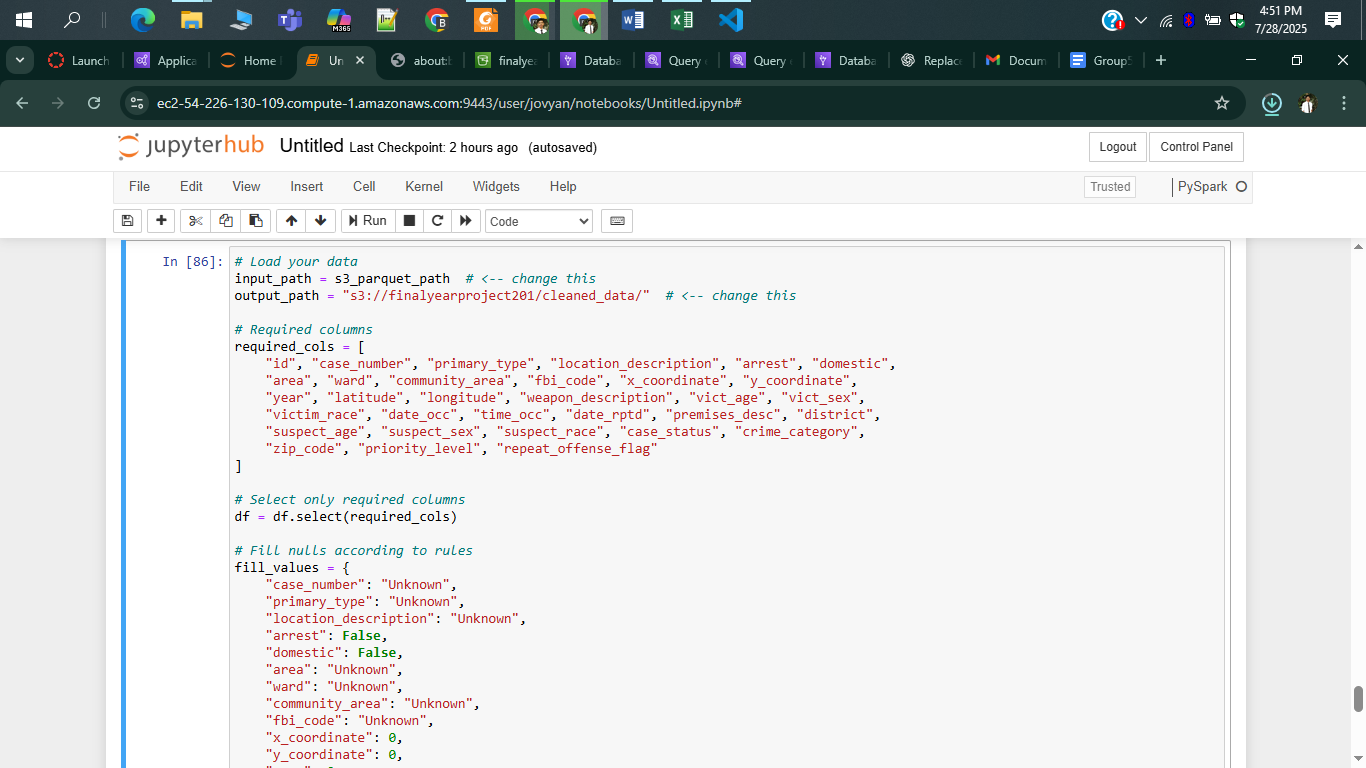 4:51 PM
7/28/2025
Launch
Applica
Home
Un
about:b
finalyea
Databa
Query
Query
Databa
Replace
Docum
GroupS
ec2-54-226-130-109.compute-1.amazonaws.com:9443/user/jovyan/notebooks/Untitled.ipynb#
jupyterhub Untitled Last Checkpoint: 2 hours ago (autosaved)
Logout
Control Panel
File Edit View Insert Cell Kernel Widgets Help
Trusted
PySpark
Run
Code
In [86]:
# Load your data
input_path = s3_parquet_path  # <-- change this
output_path = "s3://finalyearproject201/cleaned_data/"  # <-- change this
# Required columns
required_cols = [
"id", "case_number", "primary_type", "location_description", "arrest", "domestic",
"area", "ward", "community_area", "fbi_code", "x_coordinate", "y_coordinate",
"year", "latitude", "longitude", "weapon_description", "vict_age", "vict_sex",
"victim_race", "date_occ", "time_occ", "date_rptd", "premises_desc", "district",
"suspect_age", "suspect_sex", "suspect_race", "case_status", "crime_category",
"zip_code", "priority_level", "repeat_offense_flag"
]
# Select only required columns
df = df.select(required_cols)
# Fill nulls according to rules
fill_values = {
"case_number": "Unknown",
"primary_type": "Unknown",
"location_description": "Unknown",
"arrest": False,
"domestic": False,
"area": "Unknown",
"ward": "Unknown",
"community_area": "Unknown",
"fbi_code": "Unknown",
"x_coordinate": 0,
"y_coordinate": 0,